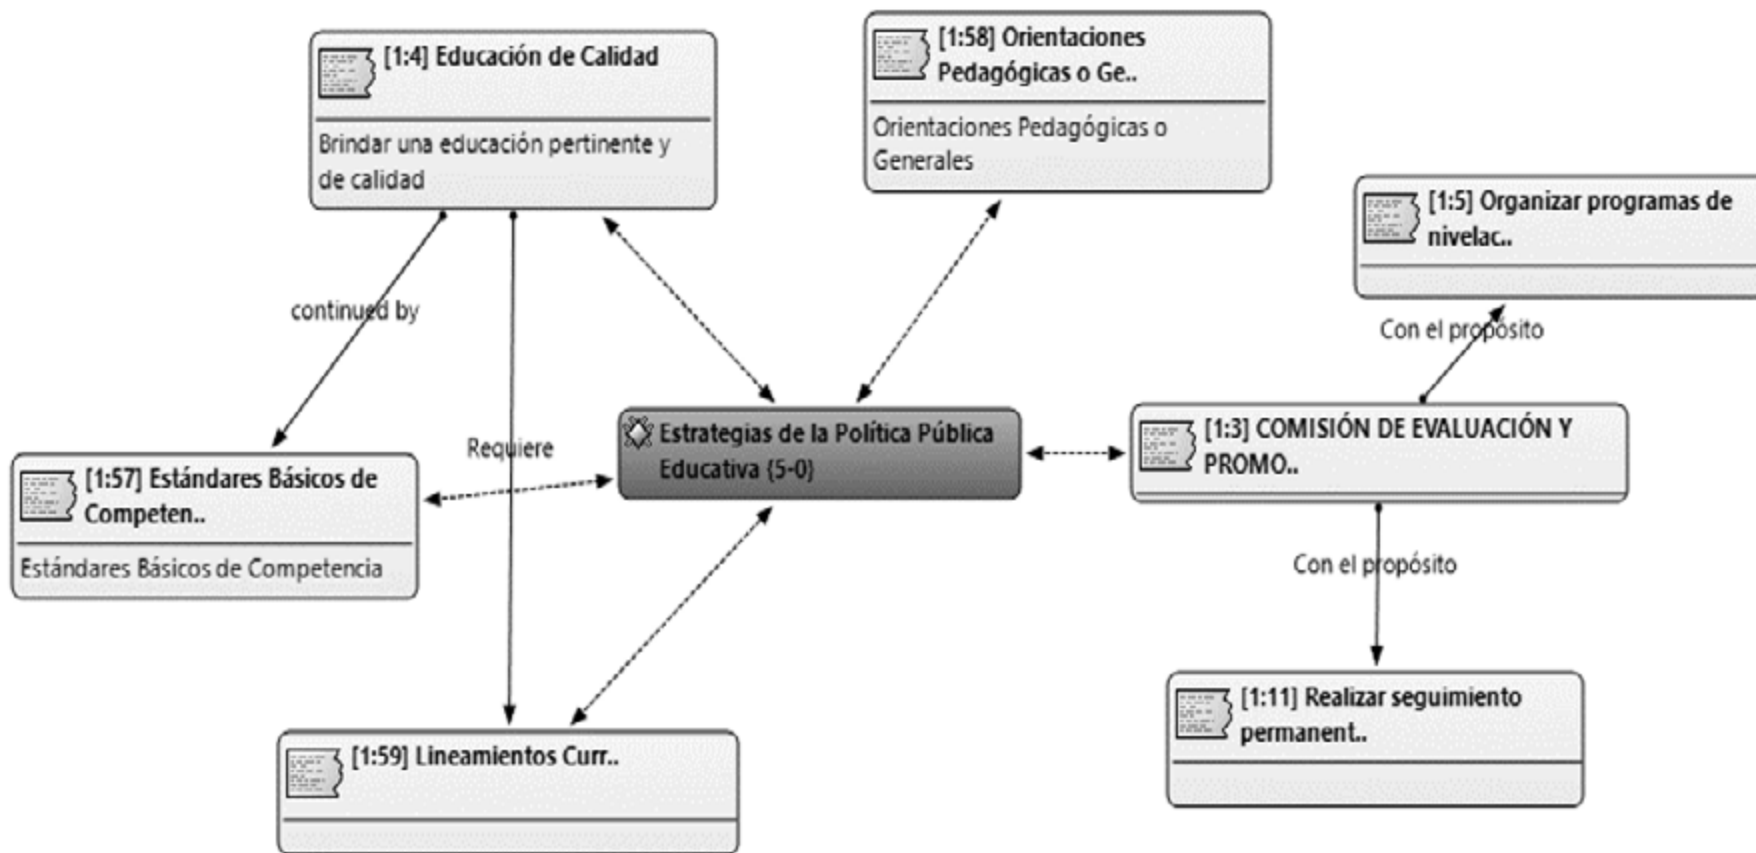 [1:4] Educación de Calidad
Brindar una educación pertinente y
de calidad
[1:58] Orientaciones
Pedagógicas o Ge..
Orientaciones Pedagógicas o
Generales
[1:5] Organizar programas de
nivelac..
continued by
Con el propósito
Requiere
Estrategias de la Política Pública
Educativa {5-0}
[1:3] COMISIÓN DE EVALUACIÓN Y
PROMO..
[1:57] Estándares Básicos de
Competen..
Estándares Básicos de Competencia
Con el propósito
[1:11] Realizar seguimiento
permanent..
[1:59] Lineamientos Curr..